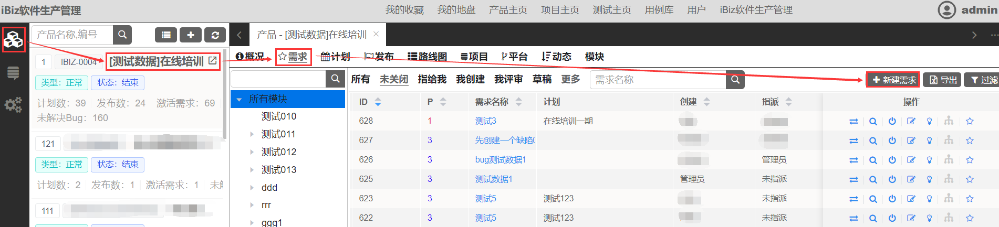 iBiz软件生产管理
我的收藏 我的地盘 产品主页 项目主页 测试主页 用例库 用户 iBiz软件生产管理 admin
产品名称,编号
产品 - [测试数据]在线培训 ×
1 IBIZ-0004 [测试数据]在线培训
类型：正常 状态：结束
计划数：39 发布数：24 激活需求：69
未解决Bug：160
121
类型：正常 状态：结束
计划数：2 发布数：1 激活需求：1 未解
111
概况 需求 计划 发布 路线图 项目 平台 动态 模块
所有模块
测试010
测试011
测试012
测试013
ddd
rrr
ggg1
所有 未关闭 指给我 我创建 我评审 草稿 更多 需求名称 新建需求 导出 过滤
ID P 需求名称 计划 创建 指派 操作
628 1 测试3 在线培训一期
627 3 先创建一个缺陷
626 3 bug测试数据1 管理员
625 3 测试数据1 管理员 未指派
623 3 测试5 测试123 未指派
622 3 测试5 测试123 未指派